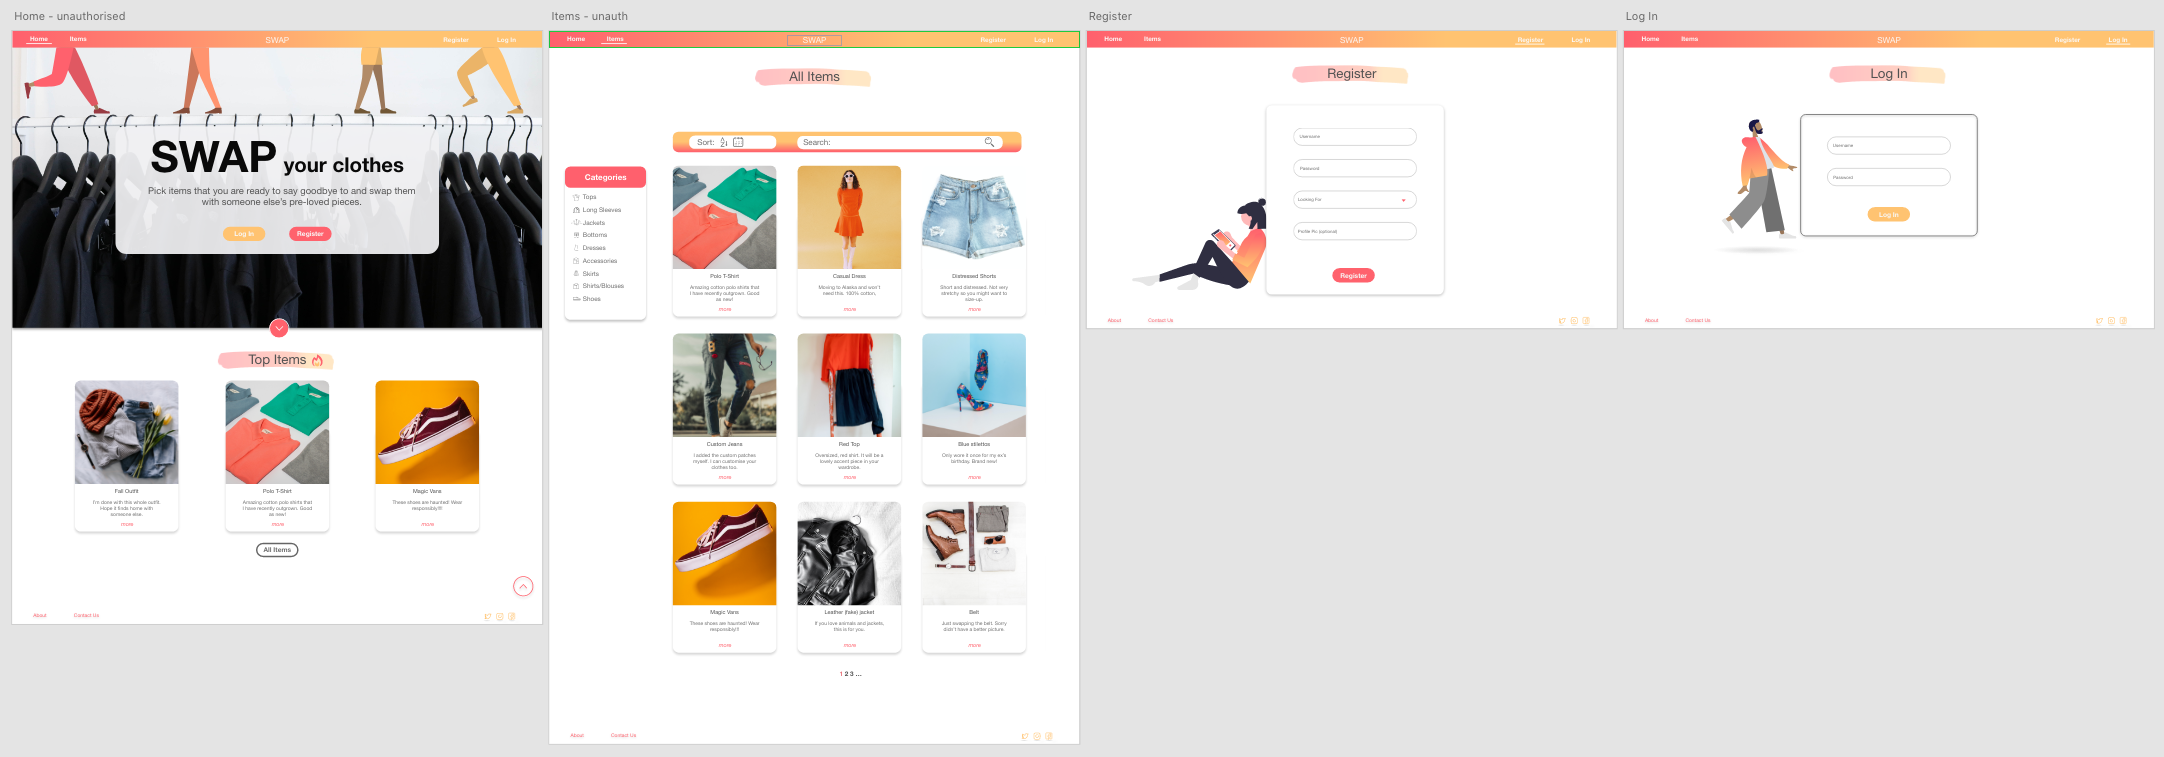 Home - unauthorised
Home Items SWAP Register Log In
SWAP your clothes
Pick items that you are ready to say goodbye to and swap them
with someone else's pre-loved pieces.
Log In Register
Top Items
Fall Outfit
I'm done with this whole outfit.
Hope it finds home with
someone else.
more
Polo T-Shirt
Amazing cotton polo shirts that
I have recently outgrown. Good
as new!
more
Magic Vans
These shoes are haunted! Wear
responsibly!!!
more
All Items
About Contact Us
Items - unauth
Home Items SWAP Register Log In
All Items
Sort: Search:
Categories
Tops
Long Sleeves
Jackets
Bottoms
Dresses
Accessories
Skirts
Shirts/Blouses
Shoes
Polo T-Shirt
Amazing cotton polo shirts that
I have recently outgrown. Good
as new!
more
Casual Dress
Moving to Alaska and won't
need this, 100% cotton.
more
Distressed Shorts
Short and distressed. Not very
stretchy so you might want to
size-up.
more
Custom Jeans
I added the custom patches
myself. I can customise your
clothes too.
more
Red Top
Oversized, red shirt. It will be a
lovely accent piece in your
wardrobe.
more
Blue stilettos
Only wore it once for my ex's
birthday. Brand new!
more
Magic Vans
These shoes are haunted! Wear
responsibly!!!
more
Leather (fake) jacket
If you love animals and jackets,
this is for you.
more
Belt
Just swapping the belt. Sorry
didn't have a better picture.
more
1 2 3 ...
About Contact Us
Register
Home Items SWAP Register Log In
Register
Username
Password
Looking For
Profile Pic (optional)
Register
About Contact Us
Log In
Home Items SWAP Register Log In
Log In
Username
Password
Log In
About Contact Us